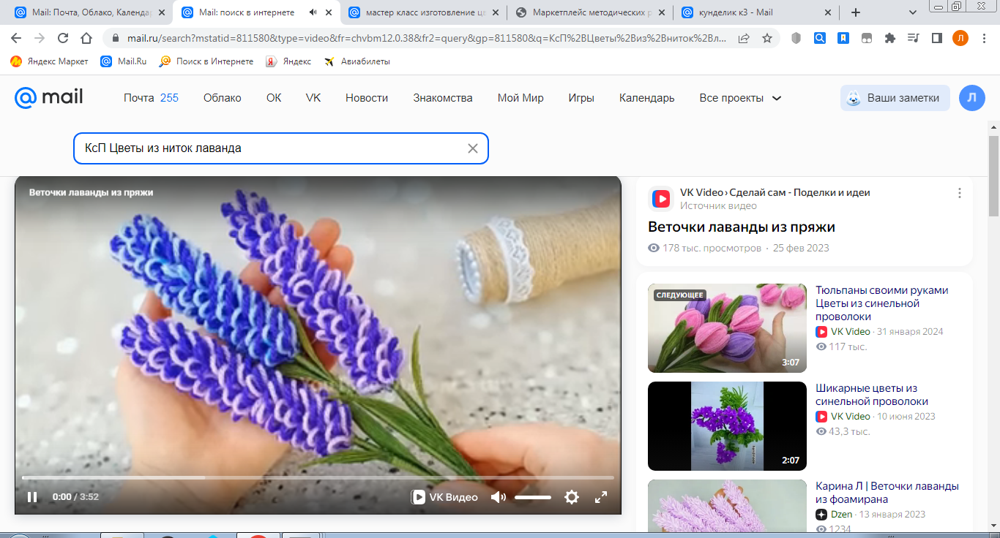 Mail: Почта, Облако, Календар
Mail: поиск в интернете
мастер класс изготовление цв
Маркетплейс методических р
кунделик к3 - Mail
mail.ru/search?mstatid=811580&type=video&fr=chvbm12.0.38&fr2=query&gp=811580&q=КсП%2BЦветы%2Bиз%2Bниток%2Bл...
Л
Яндекс Маркет
Mail.Ru
Поиск в Интернете
Я Яндекс
Авиабилеты
@mail
Почта 255
Облако
ОК
VK
Новости
Знакомства
Мой Мир
Игры
Календарь
Все проекты
Ваши заметки
Л
КсП Цветы из ниток лаванда
Веточки лаванды из пряжи
0:00 / 3:52
VK Видео
VK Video › Сделай сам - Поделки и идеи
Источник видео
Веточки лаванды из пряжи
178 тыс. просмотров · 25 фев 2023
СЛЕДУЮЩЕЕ
3:07
Тюльпаны своими руками
Цветы из синельной
проволоки
VK Video · 31 января 2024
117 тыс.
2:07
Шикарные цветы из
синельной проволоки
VK Video · 10 июня 2023
43,3 тыс.
Карина Л | Веточки лаванды
из фоамирана
Dzen · 13 января 2023
1234